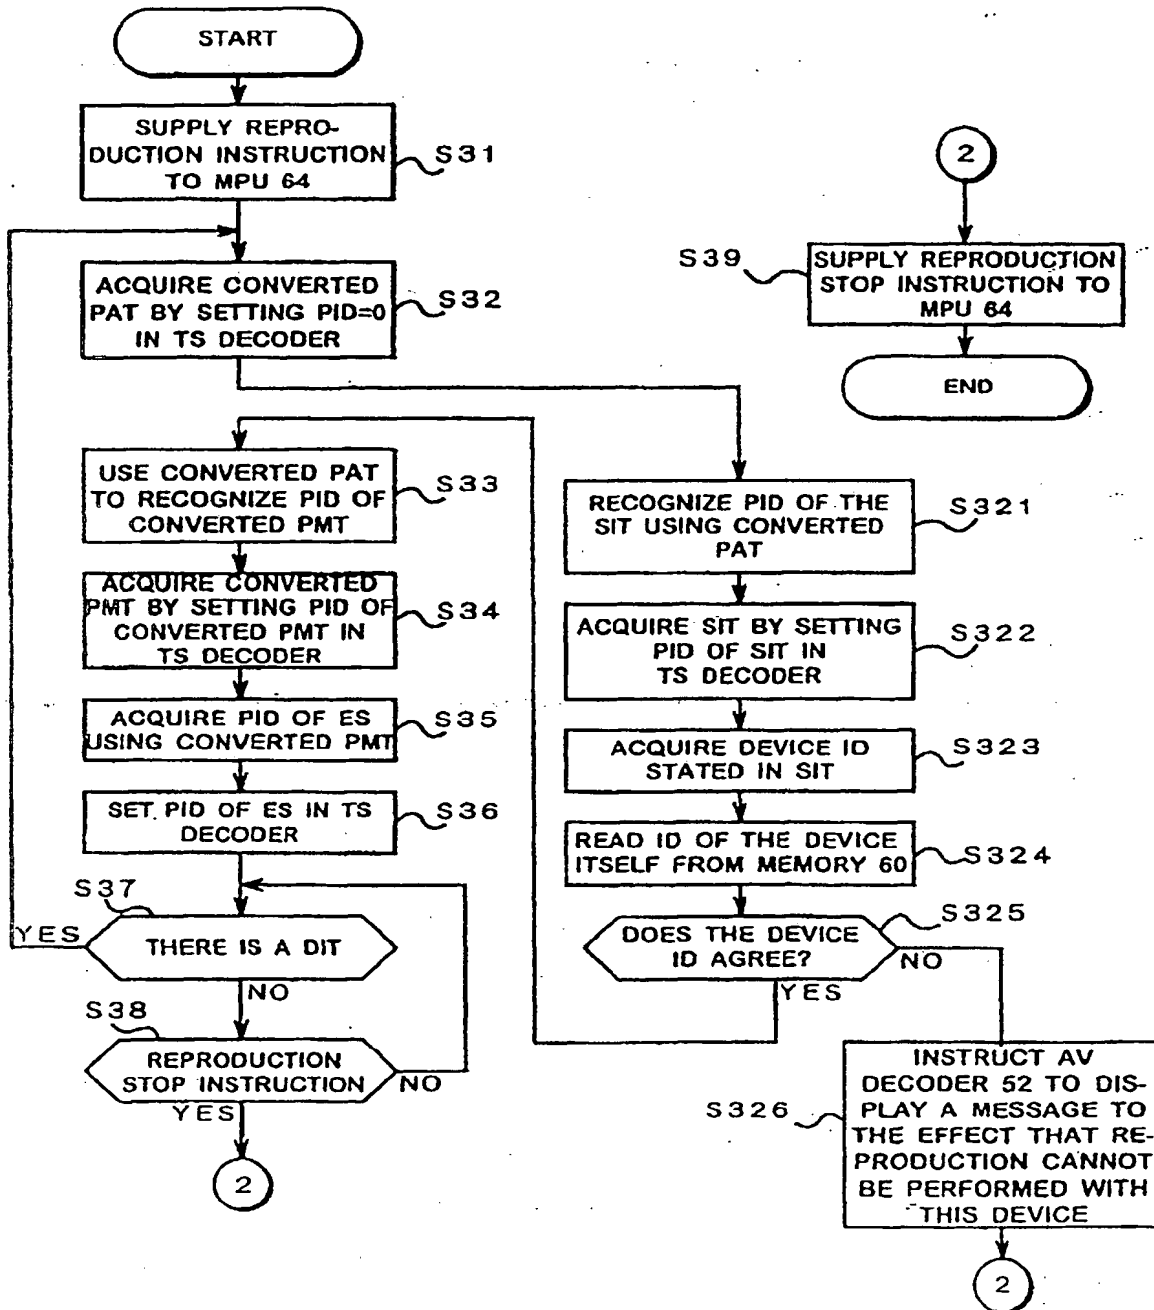 START
SUPPLY REPRO-
DUCTION INSTRUCTION
TO MPU 64
S31
ACQUIRE CONVERTED
PAT BY SETTING PID=0
IN TS DECODER
S32
USE CONVERTED PAT
TO RECOGNIZE PID OF
CONVERTED PMT
S33
ACQUIRE CONVERTED
PMT BY SETTING PID OF
CONVERTED PMT IN
TS DECODER
S34
ACQUIRE PID OF ES
USING CONVERTED PMT
S35
SET PID OF ES IN TS
DECODER
S36
S37
YES
THERE IS A DIT
NO
S38
REPRODUCTION
STOP INSTRUCTION
NO
YES
2
2
S39
SUPPLY REPRODUCTION
STOP INSTRUCTION TO
MPU 64
END
RECOGNIZE PID OF THE
SIT USING CONVERTED
PAT
S321
ACQUIRE SIT BY SETTING
PID OF SIT IN
TS DECODER
S322
ACQUIRE DEVICE ID
STATED IN SIT
S323
READ ID OF THE DEVICE
ITSELF FROM MEMORY 60
S324
S325
DOES THE DEVICE
ID AGREE?
NO
YES
S326
INSTRUCT AV
DECODER 52 TO DIS-
PLAY A MESSAGE TO
THE EFFECT THAT RE-
PRODUCTION CANNOT
BE PERFORMED WITH
THIS DEVICE
2